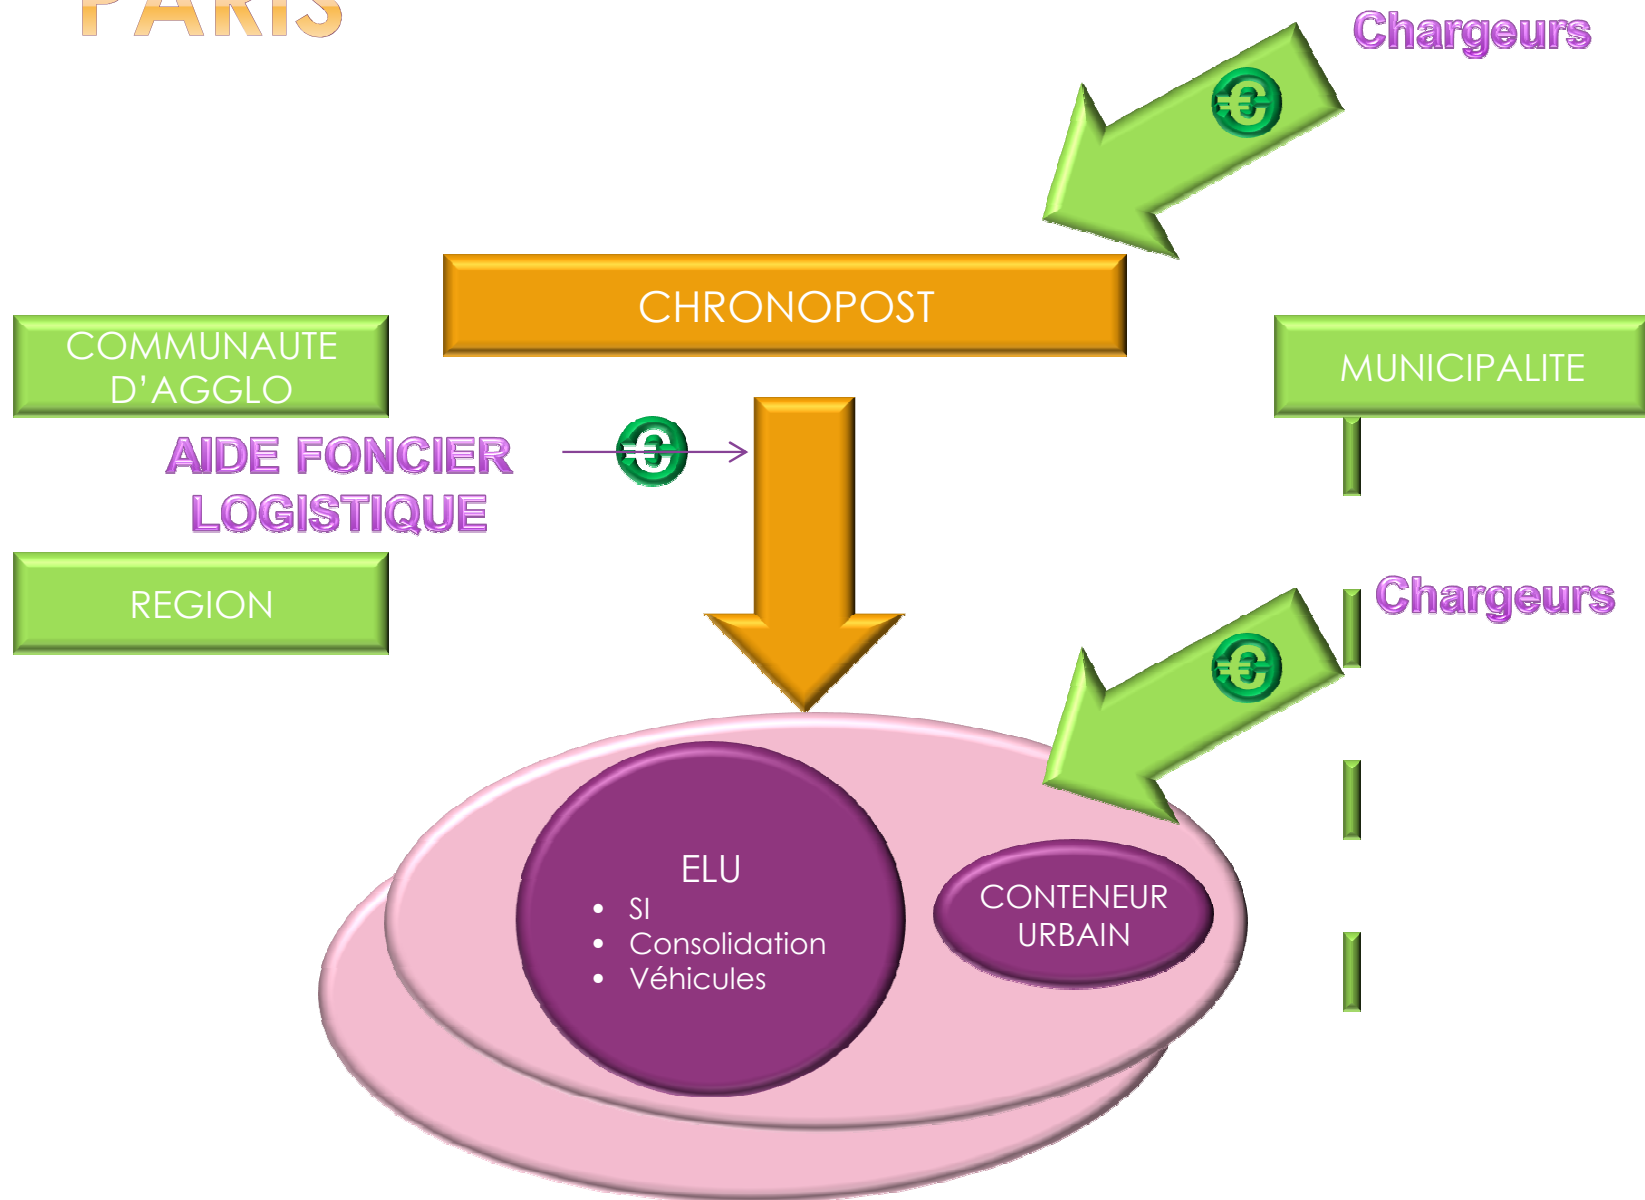 PARIS
Chargeurs
€
CHRONOPOST
COMMUNAUTE
D’AGGLO
MUNICIPALITE
AIDE FONCIER
LOGISTIQUE
€
REGION
Chargeurs
€
ELU
• SI
• Consolidation
• Véhicules
CONTENEUR
URBAIN